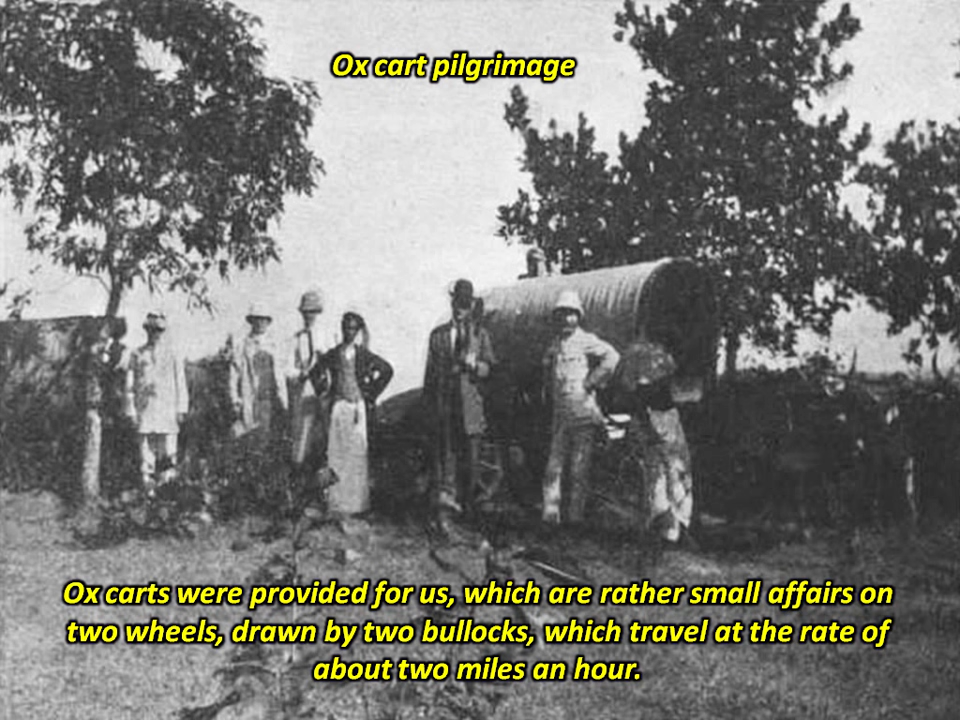 Ox cart pilgrimage
Ox carts were provided for us, which are rather small affairs on
two wheels, drawn by two bullocks, which travel at the rate of
about two miles an hour.